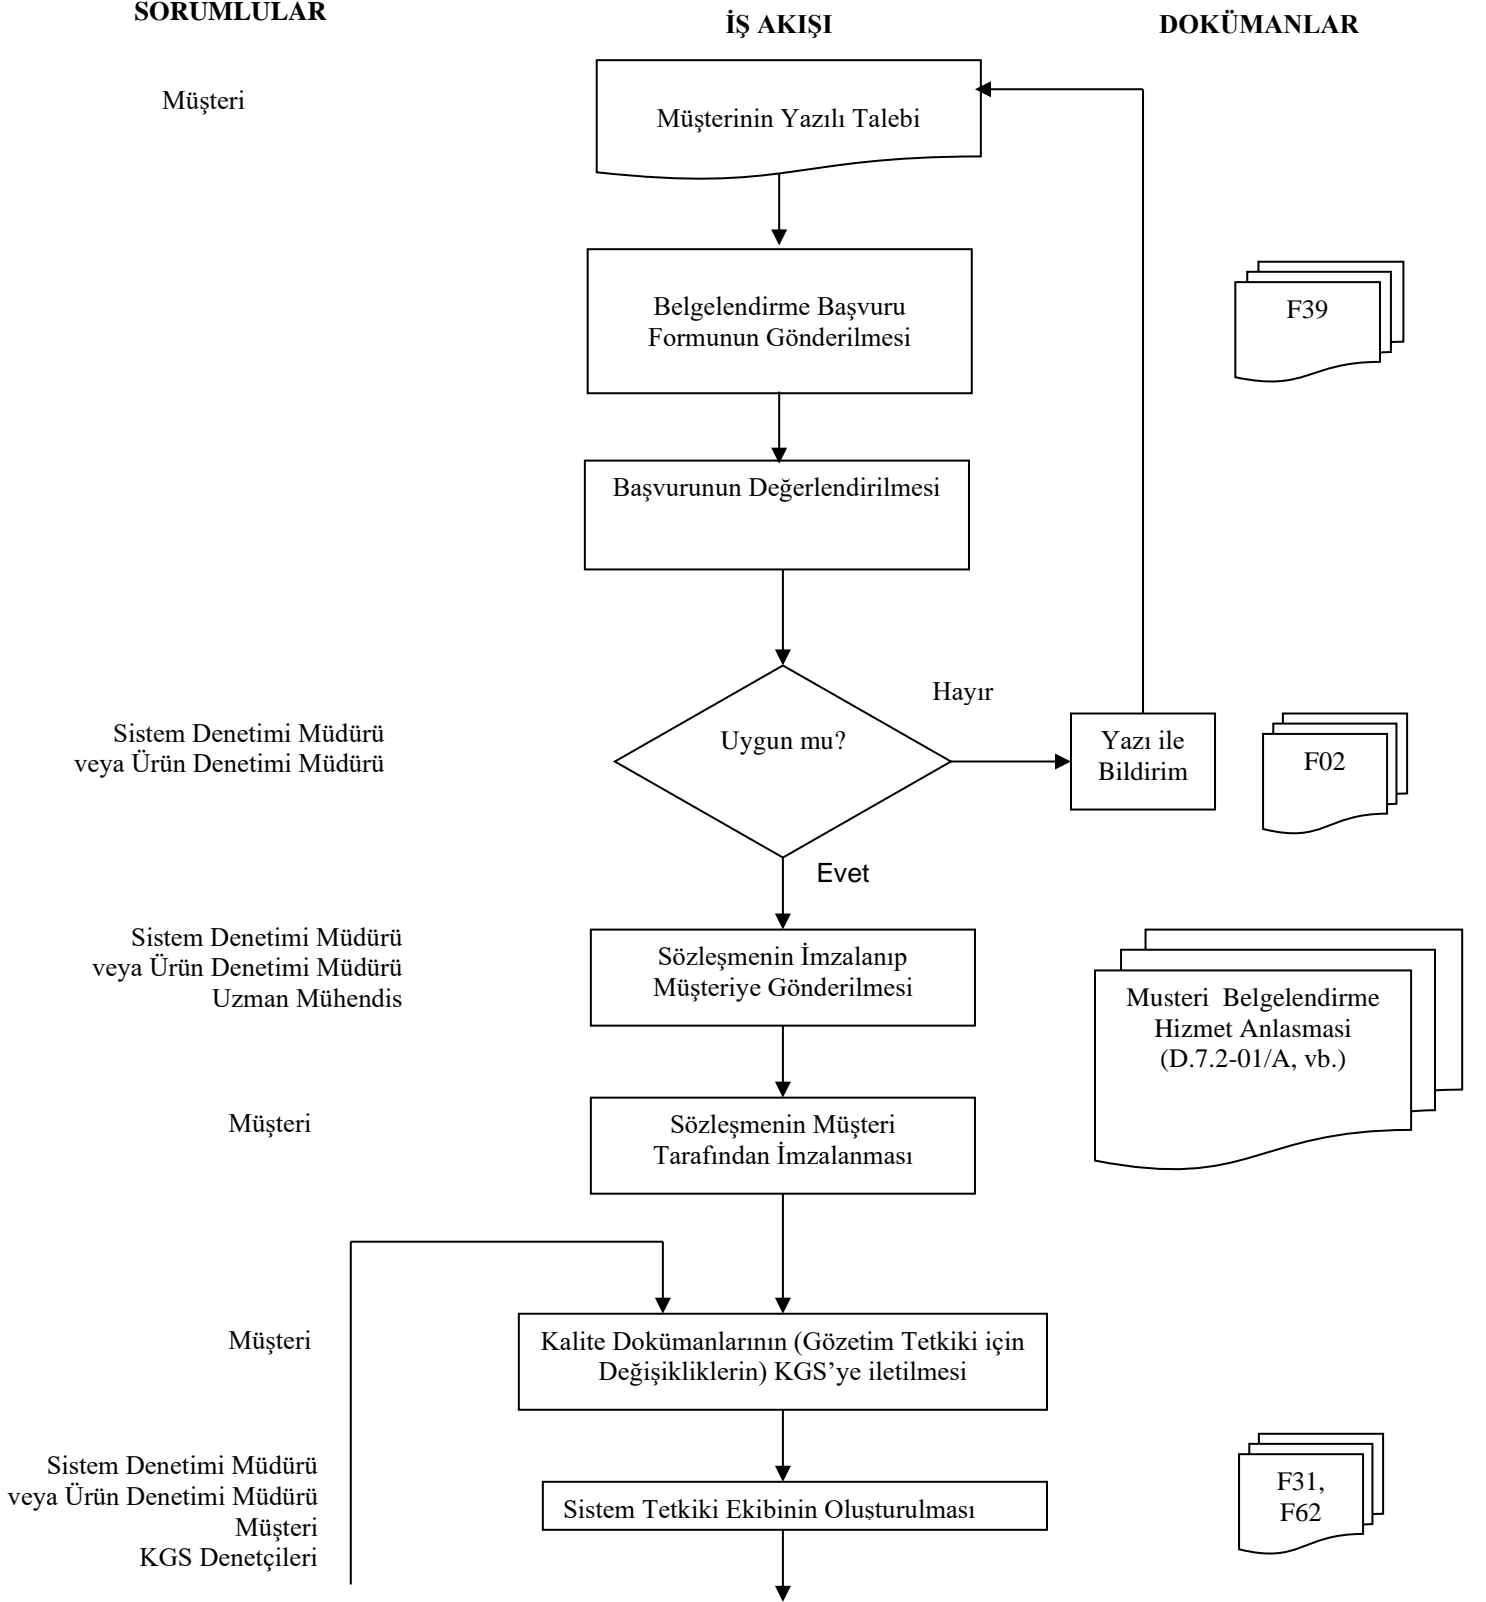 SORUMLULAR
İŞ AKIŞI
DOKÜMANLAR
Müşteri
Müşterinin Yazılı Talebi
Belgelendirme Başvuru
Formunun Gönderilmesi
F39
Başvurunun Değerlendirilmesi
Hayır
Sistem Denetimi Müdürü
veya Ürün Denetimi Müdürü
Uygun mu?
Yazı ile
Bildirim
F02
Evet
Sistem Denetimi Müdürü
veya Ürün Denetimi Müdürü
Uzman Mühendis
Sözleşmenin İmzalanıp
Müşteriye Gönderilmesi
Musteri  Belgelendirme
Hizmet Anlasmasi
(D.7.2-01/A, vb.)
Müşteri
Sözleşmenin Müşteri
Tarafından İmzalanması
Müşteri
Kalite Dokümanlarının (Gözetim Tetkiki için
Değişikliklerin) KGS’ye iletilmesi
Sistem Denetimi Müdürü
veya Ürün Denetimi Müdürü
Müşteri
KGS Denetçileri
Sistem Tetkiki Ekibinin Oluşturulması
F31,
F62